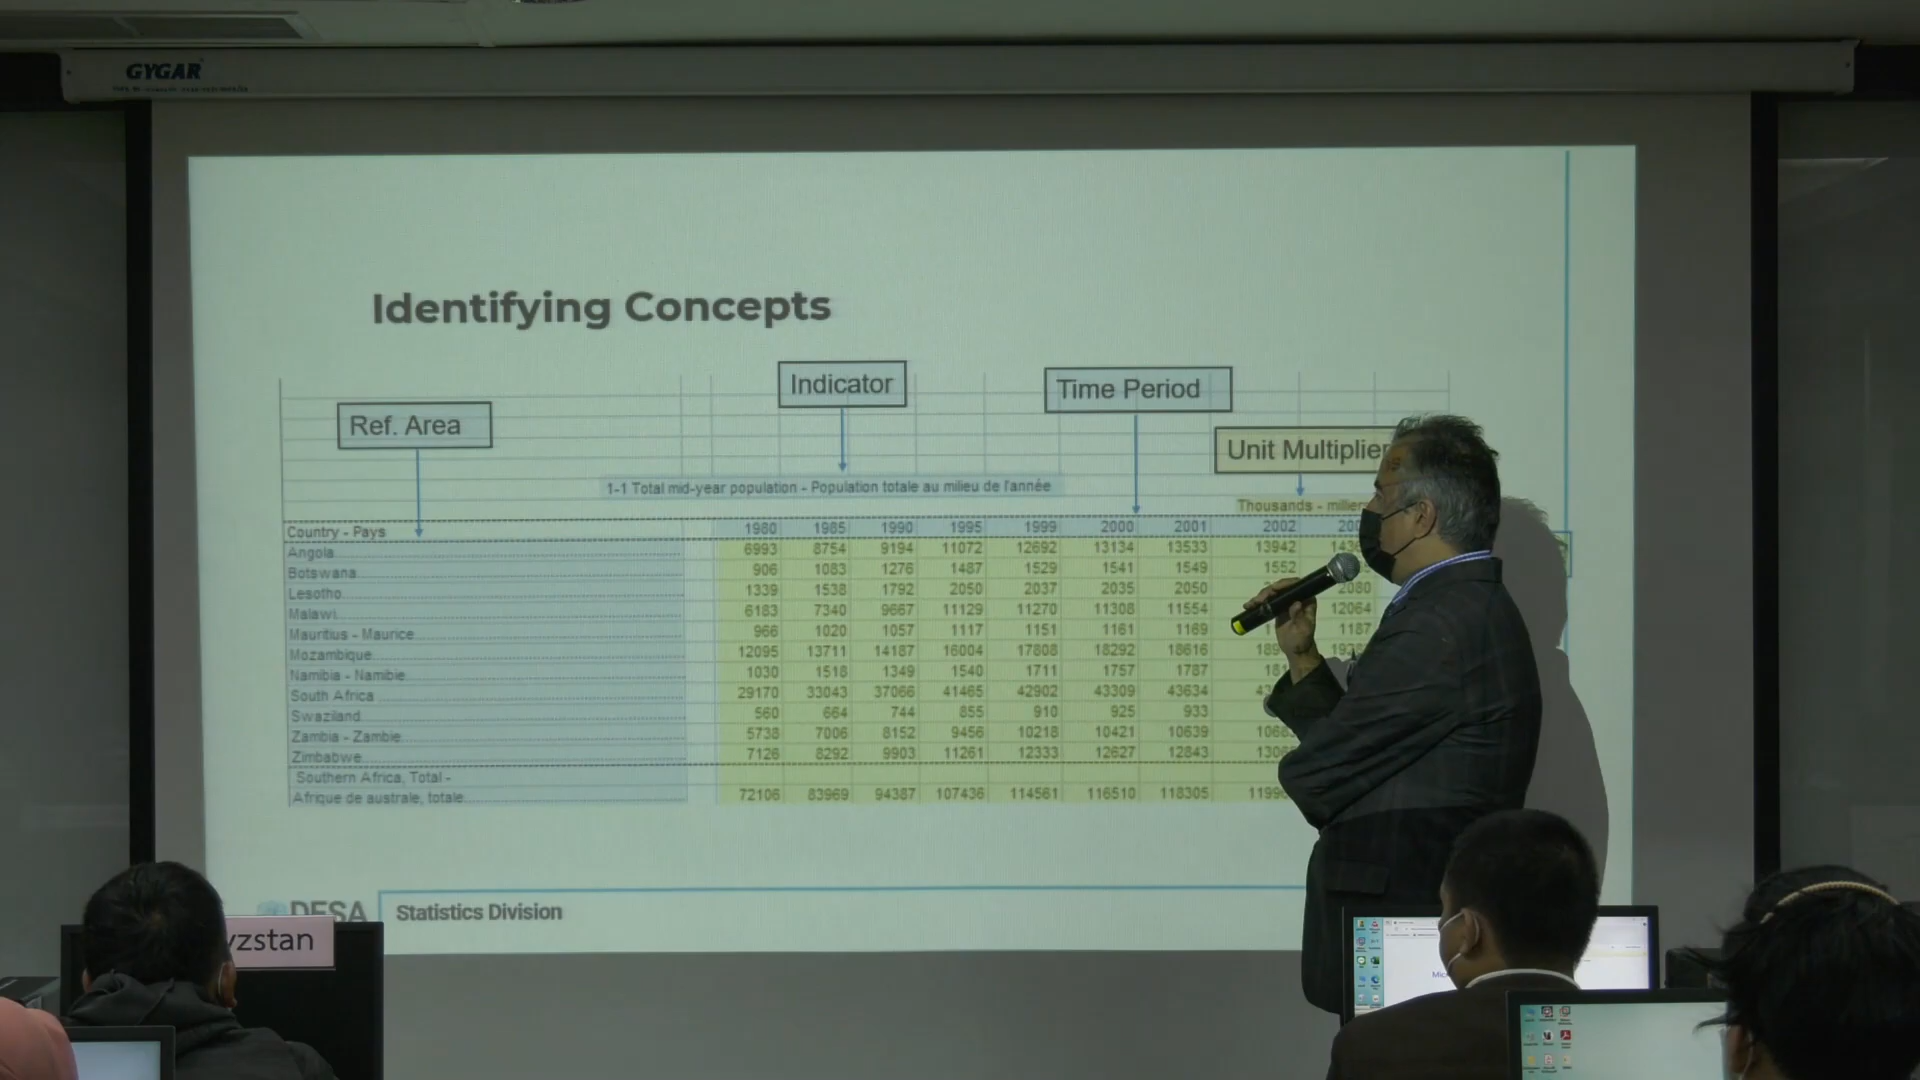 GYGAR
Identifying Concepts
Indicator
Time Period
Ref. Area
Unit Multiplier
1-1 Total mid-year population - Population totale au milieu de l'année
Thousands -
Country - Pays 1980 1985 1990 1995 1999 2000 2001 2002
Angola 6993 8754 9194 11072 12692 13134 13533 13942
Botswana 906 1083 1276 1487 1529 1541 1549 1552
Lesotho 1339 1538 1792 2050 2037 2035 2050 2080
Malawi 6183 7340 9667 11129 11270 11308 11554 12064
Mauritius - Maurice 966 1020 1057 1117 1151 1161 1169 1187
Mozambique 12095 13711 14187 16004 17808 18292 18616
Namibia - Namibie 1030 1518 1349 1540 1711 1757 1787
South Africa 29170 33043 37066 41465 42902 43309 43634
Swaziland 560 664 744 855 910 925 933
Zambia - Zambie 5738 7006 8152 9456 10218 10421 10639
Zimbabwe 7126 8292 9903 11261 12333 12627 12843
Southern Africa, Total -
Afrique de australe, totale 72106 83969 94387 107436 114561 116510 118305
DESA Statistics Division
yzstan